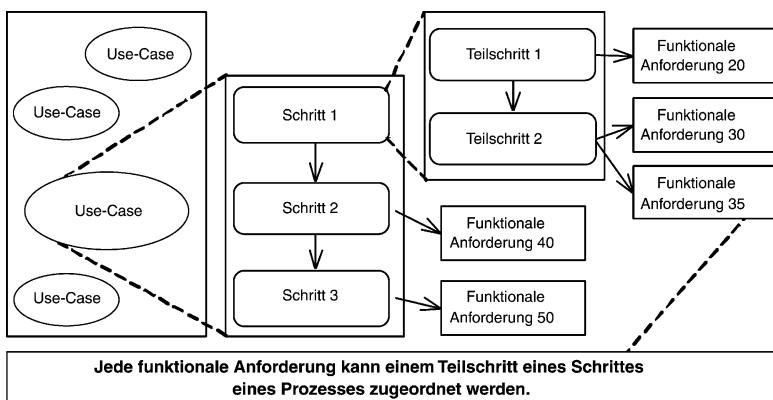 Use-Case
Use-Case
Use-Case
Use-Case
Schritt 1
Schritt 2
Schritt 3
Teilschritt 1
Teilschritt 2
Funktionale
Anforderung 20
Funktionale
Anforderung 30
Funktionale
Anforderung 35
Funktionale
Anforderung 40
Funktionale
Anforderung 50
Jede funktionale Anforderung kann einem Teilschritt eines Schrittes
eines Prozesses zugeordnet werden.